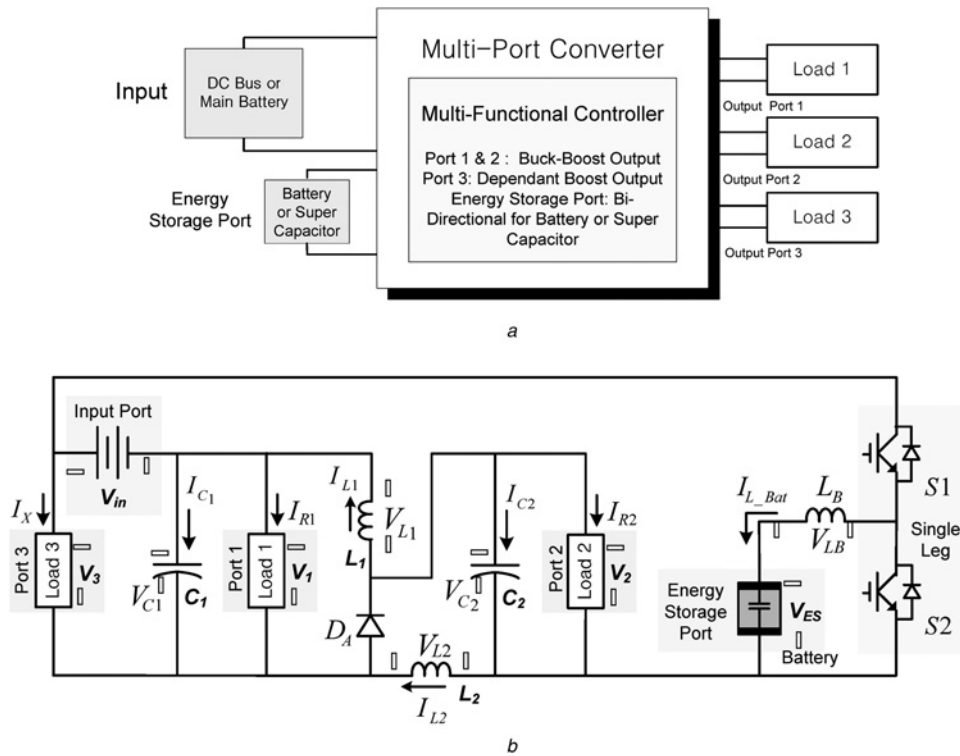 a
Multi-Port Converter
Input
DC Bus or
Main Battery
Multi-Functional Controller
Port 1 & 2 : Buck-Boost Output
Port 3: Dependant Boost Output
Energy Storage Port: Bi-
Directional for Battery or Super
Capacitor
Energy
Storage Port
Battery
or Super
Capacitor
Load 1
Output Port 1
Load 2
Output Port 2
Load 3
Output Port 3
Input Port
V_in
I_X
Port 3
Load 3
V_3
I_C1
V_C1
C_1
Port 1
Load 1
I_R1
V_1
I_L1
V_L1
L_1
D_A
V_L2
I_L2
L_2
I_C2
V_C2
C_2
Port 2
Load 2
I_R2
V_2
I_L_Bat
L_B
V_LB
Energy
Storage
Port
V_ES
Battery
S1
Single
Leg
S2
b